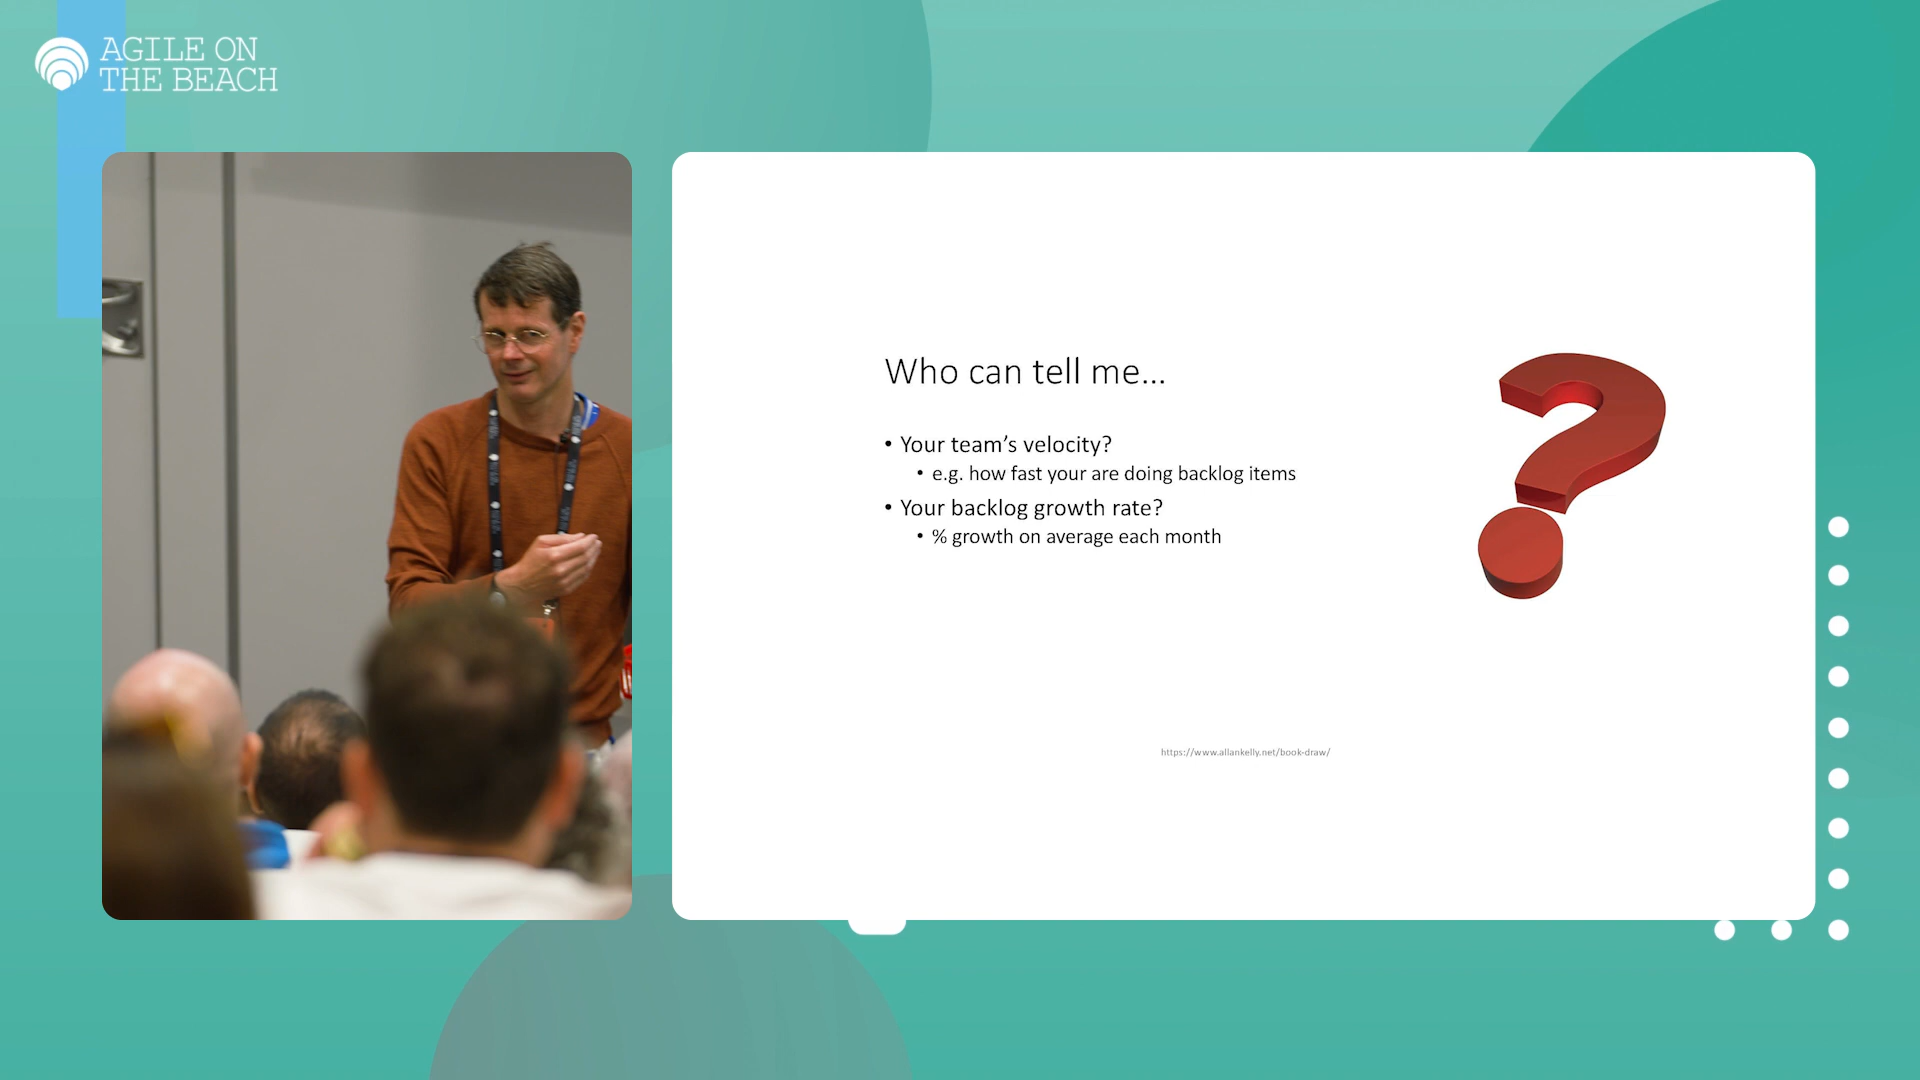 AGILE ON
THE BEACH
Who can tell me...
• Your team's velocity?
• e.g. how fast your are doing backlog items
• Your backlog growth rate?
• % growth on average each month
https://www.allankelly.net/book-draw/